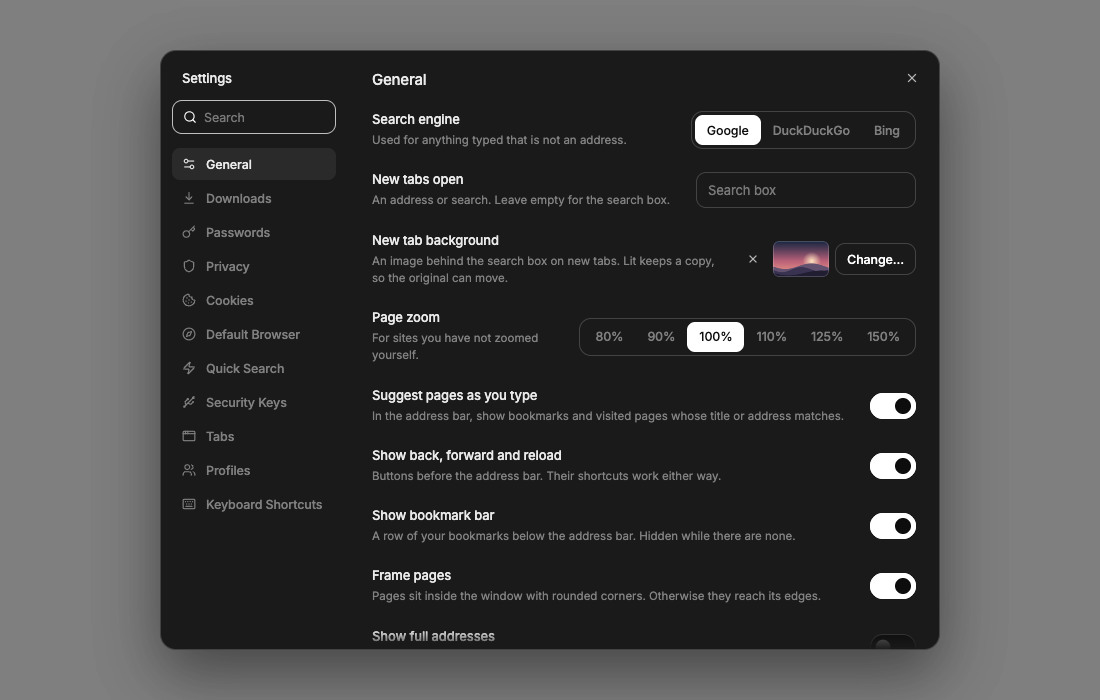 Settings
Search
General
Downloads
Passwords
Privacy
Cookies
Default Browser
Quick Search
Security Keys
Tabs
Profiles
Keyboard Shortcuts
General
Search engine
Used for anything typed that is not an address.
Google DuckDuckGo Bing
New tabs open
An address or search. Leave empty for the search box.
Search box
New tab background
An image behind the search box on new tabs. Lit keeps a copy,
so the original can move.
Change...
Page zoom
For sites you have not zoomed
yourself.
80% 90% 100% 110% 125% 150%
Suggest pages as you type
In the address bar, show bookmarks and visited pages whose title or address matches.
Show back, forward and reload
Buttons before the address bar. Their shortcuts work either way.
Show bookmark bar
A row of your bookmarks below the address bar. Hidden while there are none.
Frame pages
Pages sit inside the window with rounded corners. Otherwise they reach its edges.
Show full addresses